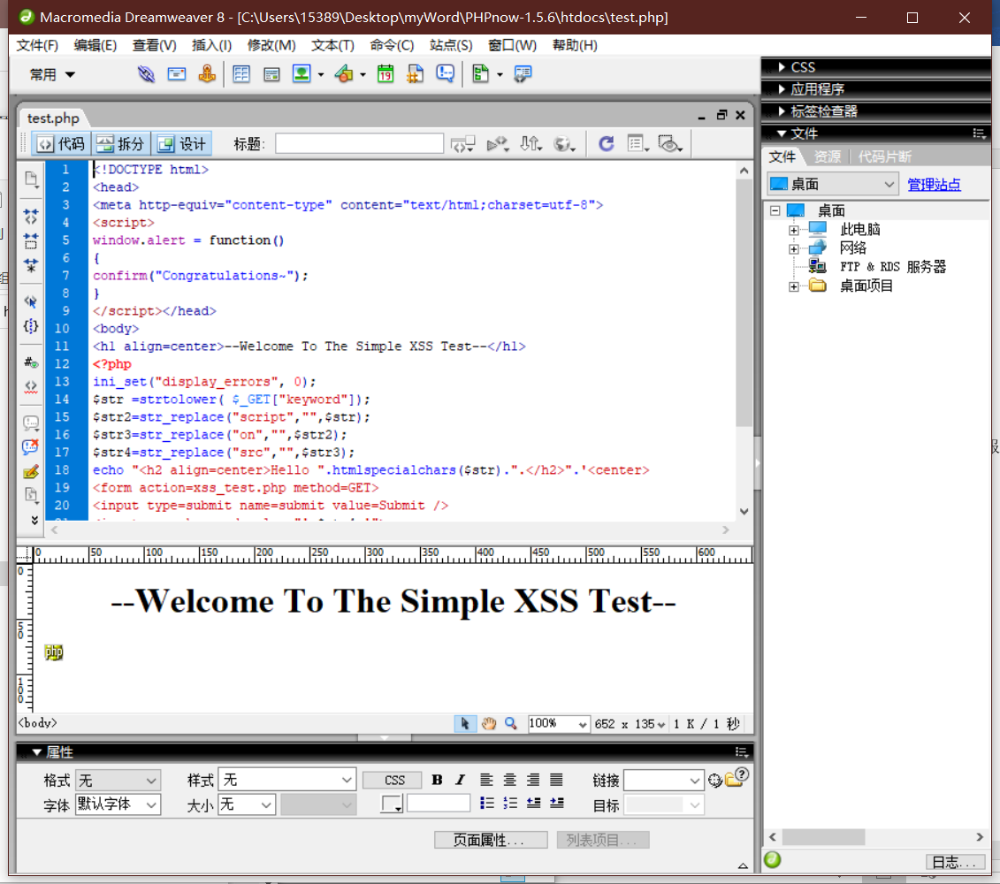 Macromedia Dreamweaver 8 - [C:\Users\15389\Desktop\myWord\PHPnow-1.5.6\htdocs\test.php]
文件(F) 编辑(E) 查看(V) 插入(I) 修改(M) 文本(T) 命令(C) 站点(S) 窗口(W) 帮助(H)
常用
19
test.php
代码 拆分 设计 标题:
1 <!DOCTYPE html>
2 <head>
3 <meta http-equiv="content-type" content="text/html;charset=utf-8">
4 <script>
5 window.alert = function()
6 {
7 confirm("Congratulations~");
8 }
9 </script></head>
10 <body>
11 <h1 align=center>--Welcome To The Simple XSS Test--</h1>
12 <?php
13 ini_set("display_errors", 0);
14 $str =strtolower( $_GET["keyword"]);
15 $str2=str_replace("script","",$str);
16 $str3=str_replace("on","",$str2);
17 $str4=str_replace("src","",$str3);
18 echo "<h2 align=center>Hello ".htmlspecialchars($str).".</h2>".'<center>
19 <form action=xss_test.php method=GET>
20 <input type=submit name=submit value=Submit />
0 50 100 150 200 250 300 350 400 450 500 550 600
0
50
100
--Welcome To The Simple XSS Test--
php
<body> 100% 652 x 135 1 K / 1 秒
属性
格式 无 样式 无 CSS B I 链接
字体 默认字体 大小 无 目标
页面属性... 列表项目...
CSS
应用程序
标签检查器
文件
文件 资源 代码片断
桌面 管理站点
桌面
此电脑
网络
FTP & RDS 服务器
桌面项目
日志...